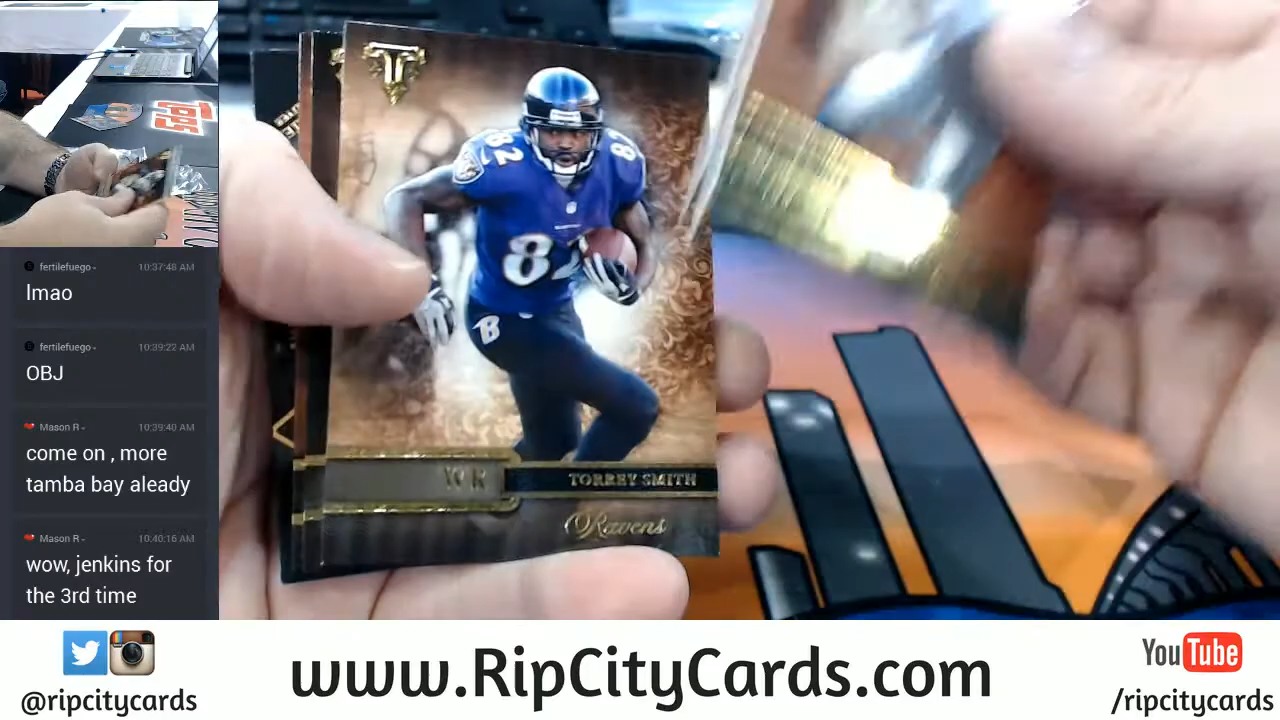 fertilefuego- 10:37:48 AM
lmao
fertilefuego- 10:39:22 AM
OBJ
Mason R- 10:39:40 AM
come on , more
tamba bay aleady
Mason R- 10:40:16 AM
wow, jenkins for
the 3rd time
TT
82 82
82
B
WR TORREY SMITH
Ravens
@ripcitycards
www.RipCityCards.com
YouTube
/ripcitycards